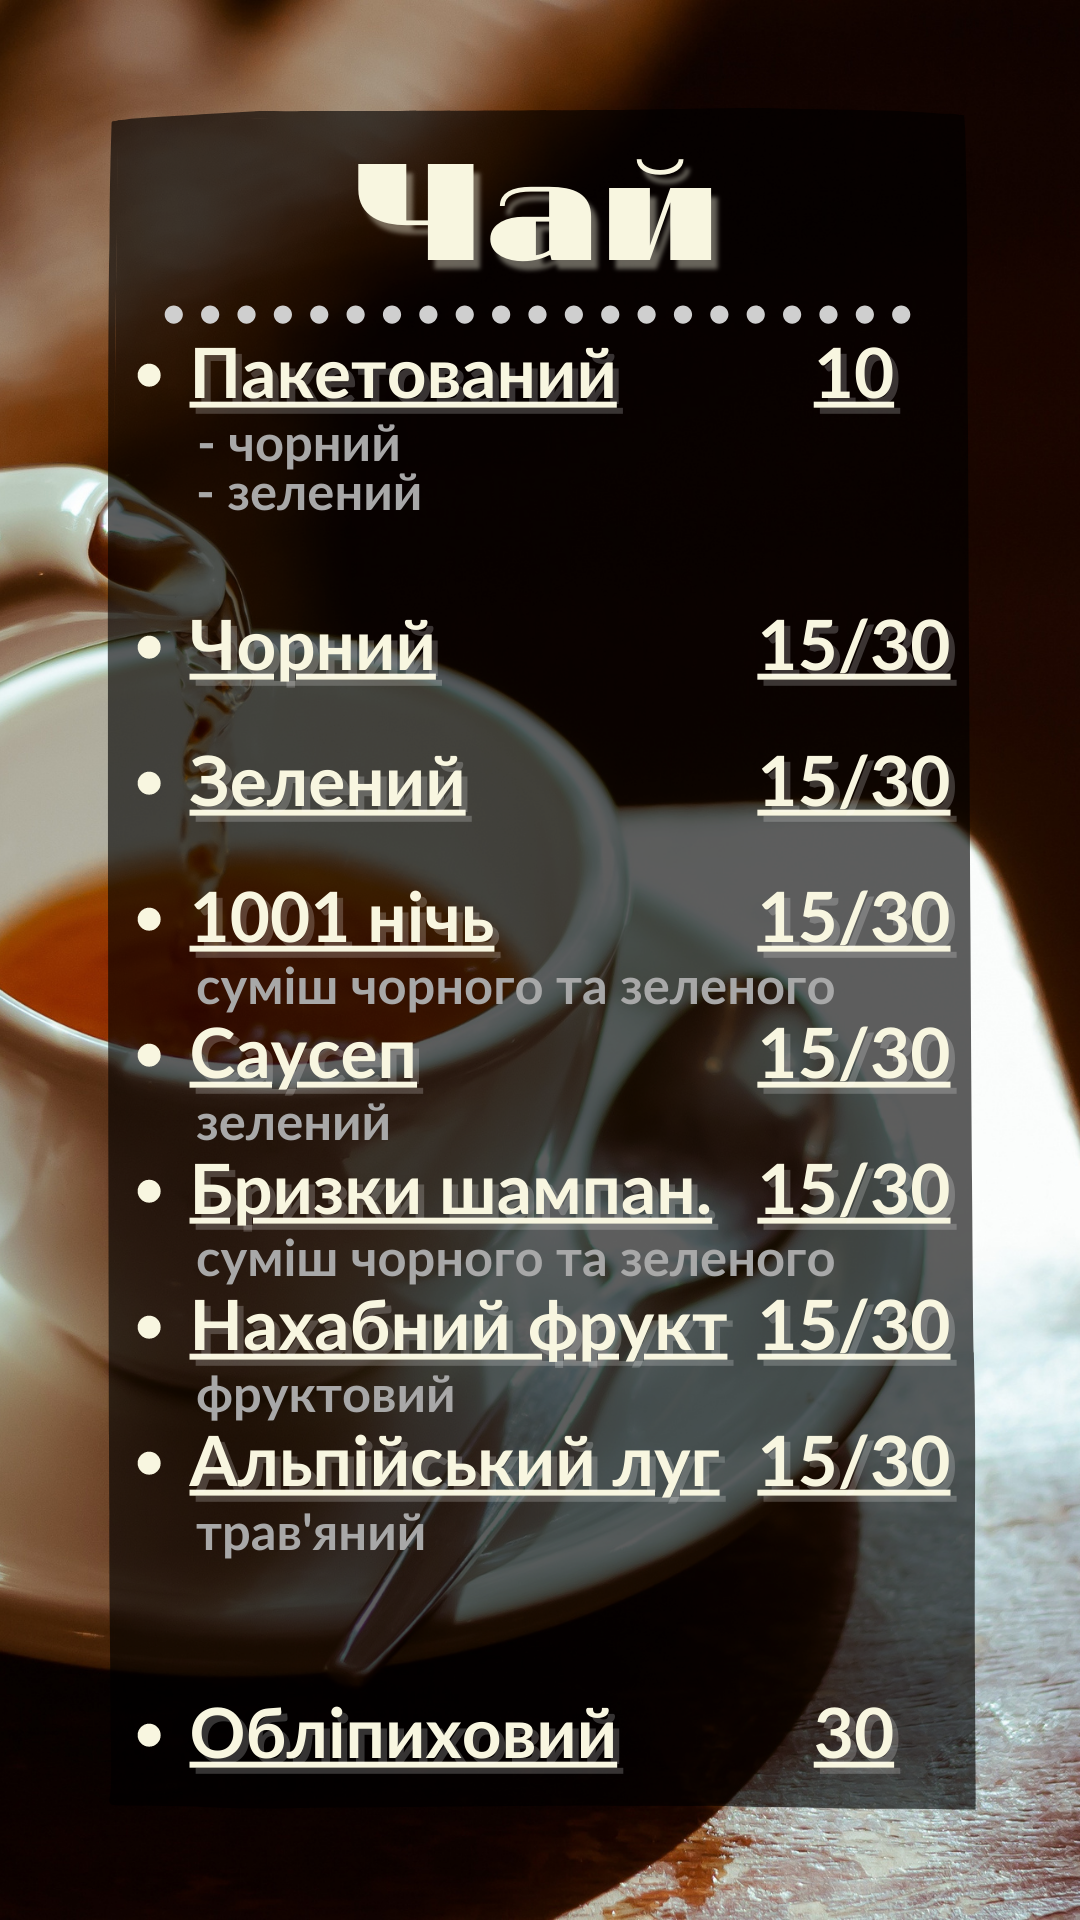 Чай
• Пакетований 10
- чорний
- зелений
• Чорний 15/30
• Зелений 15/30
• 1001 нічь 15/30
суміш чорного та зеленого
• Саусеп 15/30
зелений
• Бризки шампан. 15/30
суміш чорного та зеленого
• Нахабний фрукт 15/30
фруктовий
• Альпійський луг 15/30
трав'яний
• Обліпиховий 30